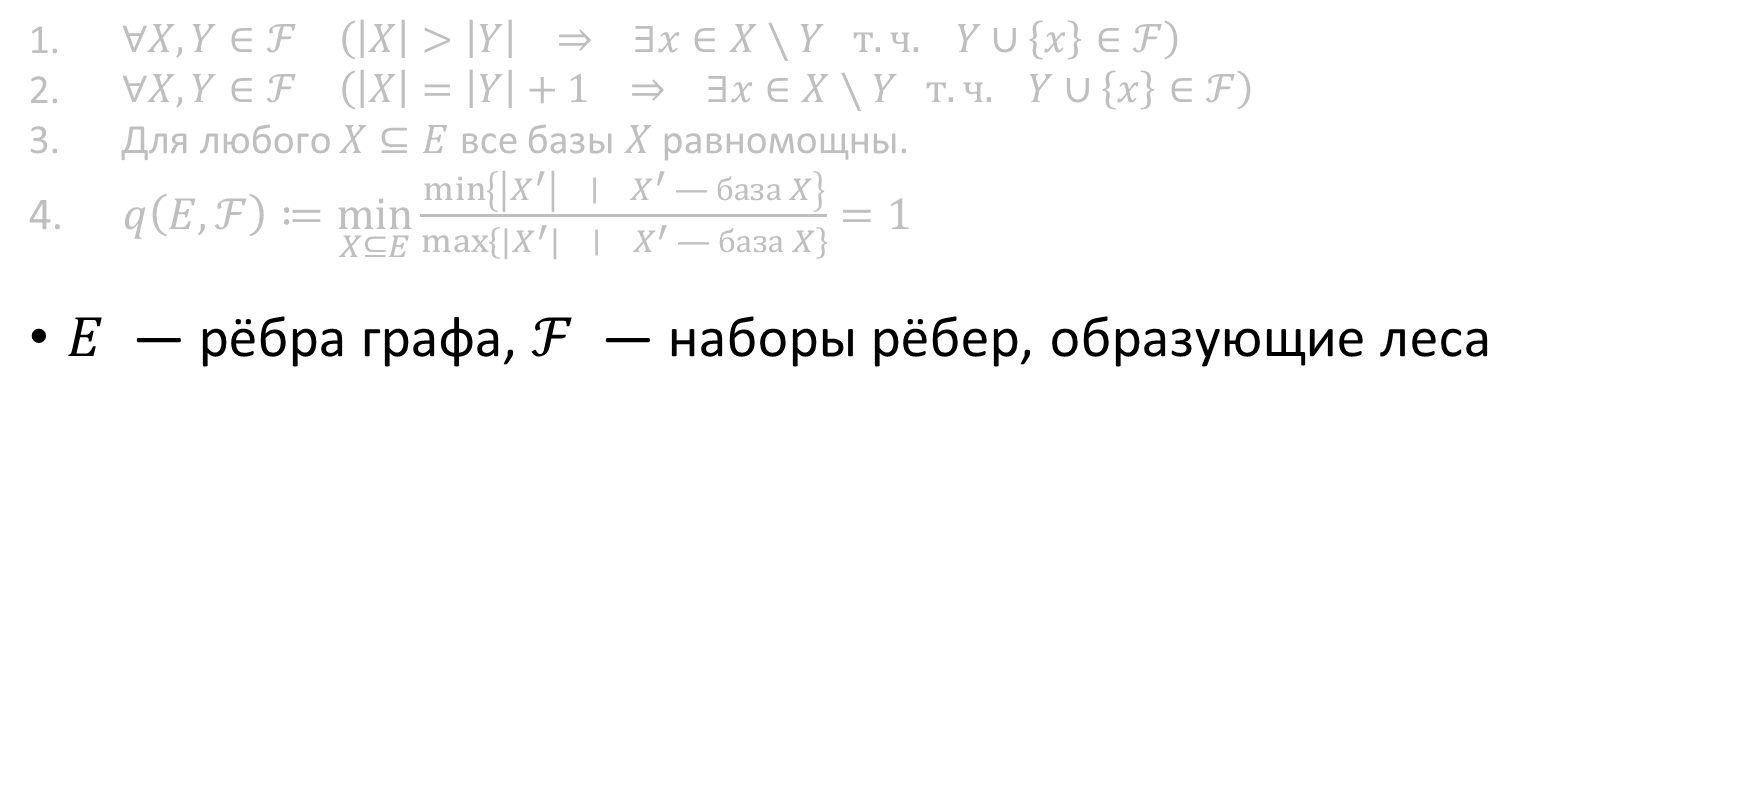 1. ∀X, Y ∈ ℱ (|X| > |Y| ⇒ ∃x ∈ X ∖ Y т. ч. Y ∪ {x} ∈ ℱ)
2. ∀X, Y ∈ ℱ (|X| = |Y| + 1 ⇒ ∃x ∈ X ∖ Y т. ч. Y ∪ {x} ∈ ℱ)
3. Для любого X ⊆ E все базы X равномощны.
4. q(E, ℱ) ≔ min_{X⊆E} min{|X′| | X′ — база X} / max{|X′| | X′ — база X} = 1
• E — рёбра графа, ℱ — наборы рёбер, образующие леса